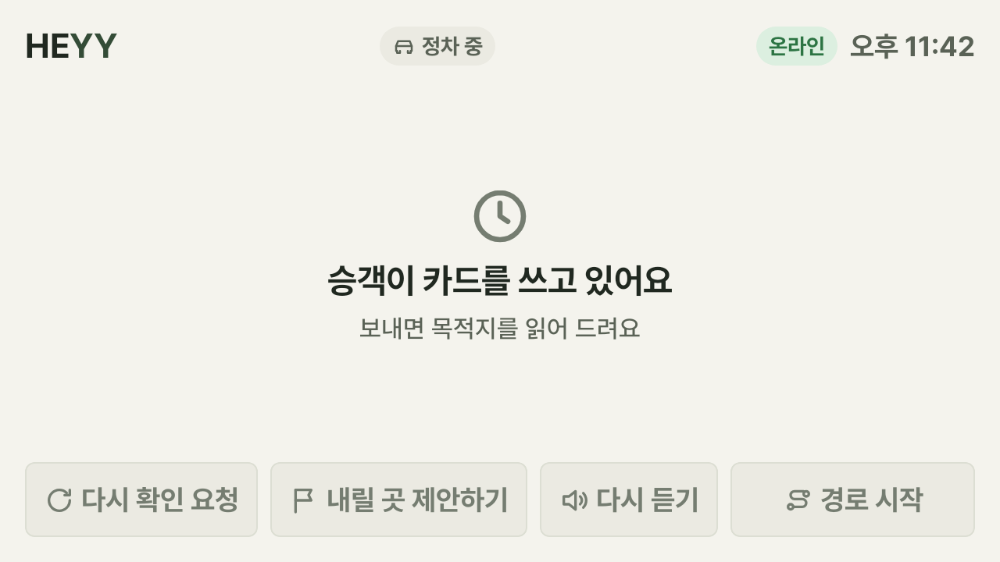 HEYY
정차 중
온라인
오후 11:42
승객이 카드를 쓰고 있어요
보내면 목적지를 읽어 드려요
다시 확인 요청
내릴 곳 제안하기
다시 듣기
경로 시작